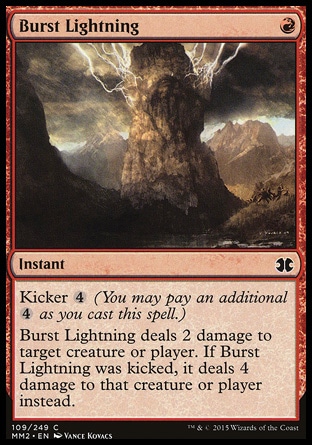 Burst Lightning
Instant
Kicker 4 (You may pay an additional
4 as you cast this spell.)
Burst Lightning deals 2 damage to
target creature or player. If Burst
Lightning was kicked, it deals 4
damage to that creature or player
instead.
109/249 C
MM2 • EN Vance Kovacs
™ & © 2015 Wizards of the Coast